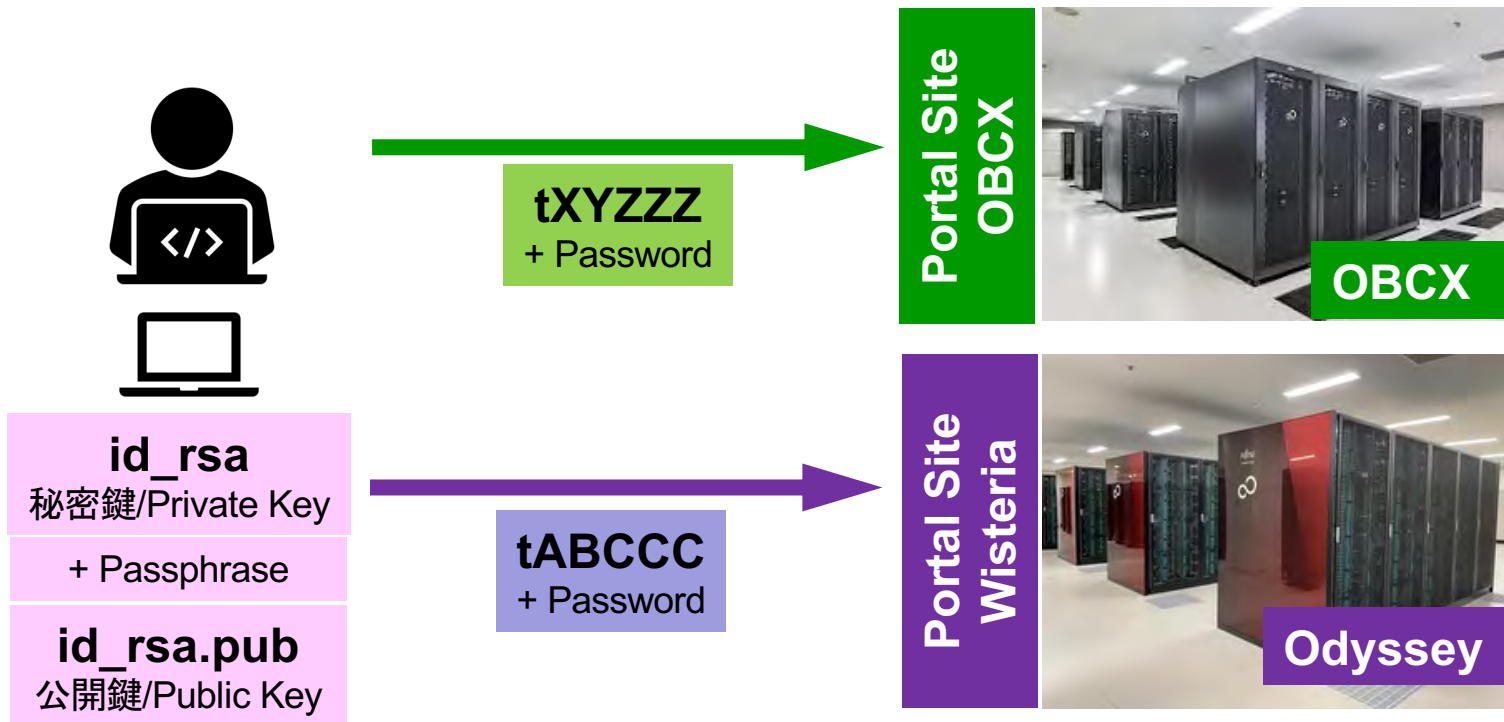 </>
id_rsa
秘密鍵/Private Key
+ Passphrase
id_rsa.pub
公開鍵/Public Key
tXYZZZ
+ Password
tABCCC
+ Password
Portal Site
OBCX
OBCX
Portal Site
Wisteria
Odyssey